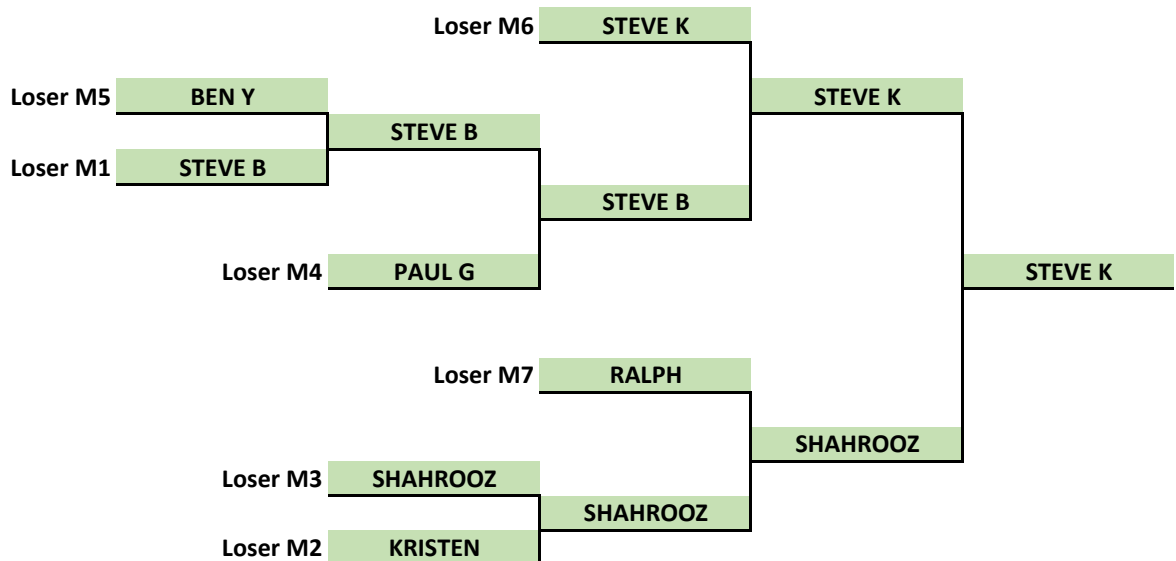 Loser M6 STEVE K
Loser M5 BEN Y STEVE K
STEVE B
Loser M1 STEVE B
STEVE B
Loser M4 PAUL G STEVE K
Loser M7 RALPH
SHAHROOZ
Loser M3 SHAHROOZ
SHAHROOZ
Loser M2 KRISTEN